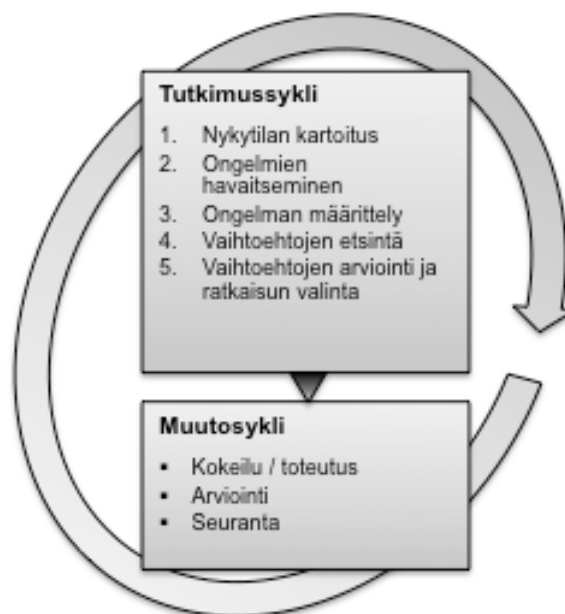 Tutkimussykli
1. Nykytilan kartoitus
2. Ongelmien
havaitseminen
3. Ongelman määrittely
4. Vaihtoehtojen etsintä
5. Vaihtoehtojen arviointi ja
ratkaisun valinta
Muutosykli
▪ Kokeilu / toteutus
▪ Arviointi
▪ Seuranta